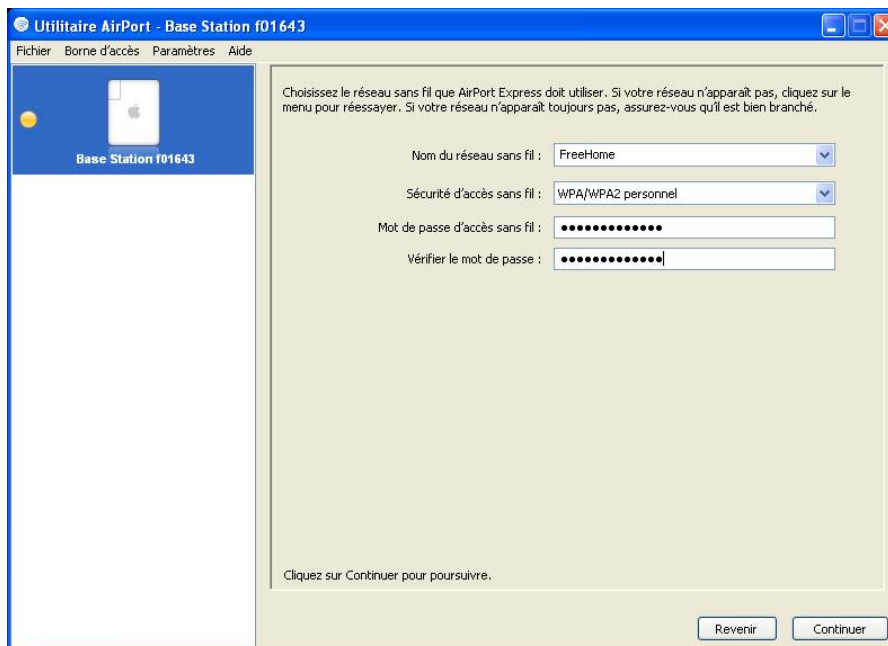 Utilitaire AirPort - Base Station f01643
Fichier Borne d'accès Paramètres Aide
Base Station f01643
Choisissez le réseau sans fil que AirPort Express doit utiliser. Si votre réseau n'apparaît pas, cliquez sur le
menu pour réessayer. Si votre réseau n'apparaît toujours pas, assurez-vous qu'il est bien branché.
Nom du réseau sans fil : FreeHome
Sécurité d'accès sans fil : WPA/WPA2 personnel
Mot de passe d'accès sans fil : •••••••••••••
Vérifier le mot de passe : •••••••••••••
Cliquez sur Continuer pour poursuivre.
Revenir Continuer